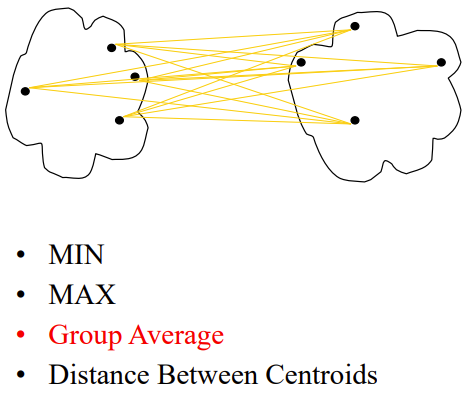 • MIN
• MAX
• Group Average
• Distance Between Centroids